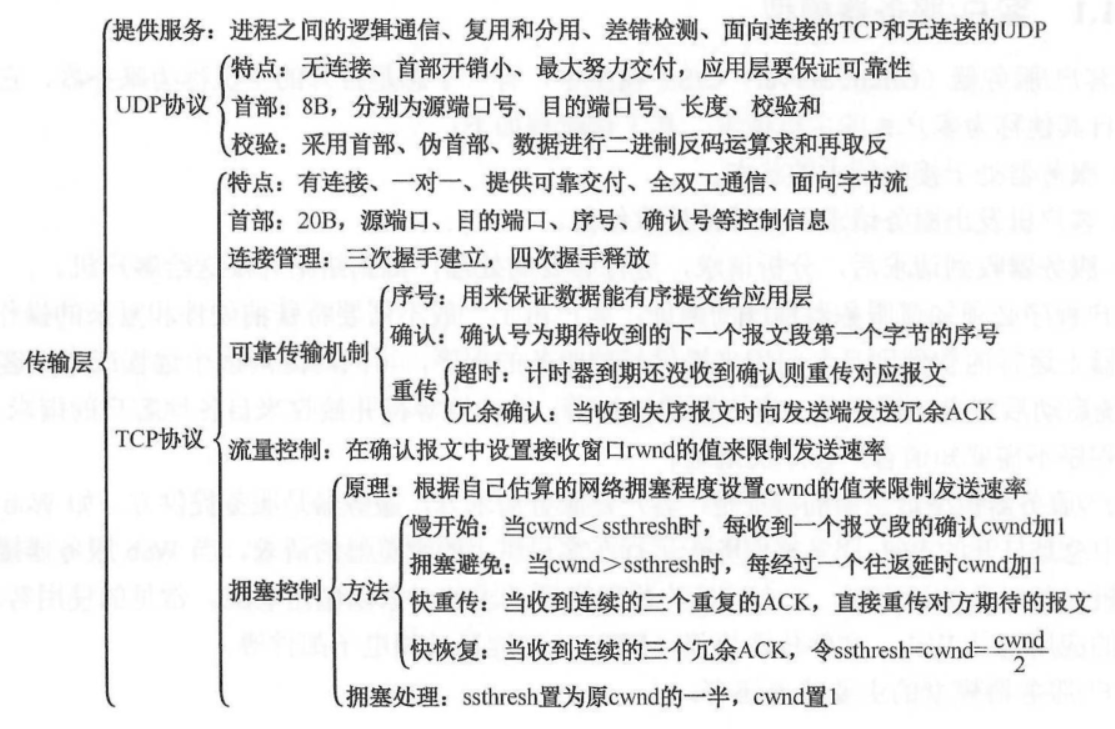 提供服务：进程之间的逻辑通信、复用和分用、差错检测、面向连接的TCP和无连接的UDP
特点：无连接、首部开销小、最大努力交付，应用层要保证可靠性
UDP协议
首部：8B，分别为源端口号、目的端口号、长度、校验和
校验：采用首部、伪首部、数据进行二进制反码运算求和再取反
特点：有连接、一对一、提供可靠交付、全双工通信、面向字节流
首部：20B，源端口、目的端口、序号、确认号等控制信息
连接管理：三次握手建立，四次握手释放
序号：用来保证数据能有序提交给应用层
可靠传输机制
确认：确认号为期待收到的下一个报文段第一个字节的序号
传输层
重传
超时：计时器到期还没收到确认则重传对应报文
冗余确认：当收到失序报文时向发送端发送冗余ACK
TCP协议
流量控制：在确认报文中设置接收窗口rwnd的值来限制发送速率
原理：根据自己估算的网络拥塞程度设置cwnd的值来限制发送速率
慢开始：当cwnd＜ssthresh时，每收到一个报文段的确认cwnd加1
拥塞避免：当cwnd＞ssthresh时，每经过一个往返延时cwnd加1
拥塞控制
方法
快重传：当收到连续的三个重复的ACK，直接重传对方期待的报文
快恢复：当收到连续的三个冗余ACK，令ssthresh=cwnd=cwnd/2
拥塞处理：ssthresh置为原cwnd的一半，cwnd置1